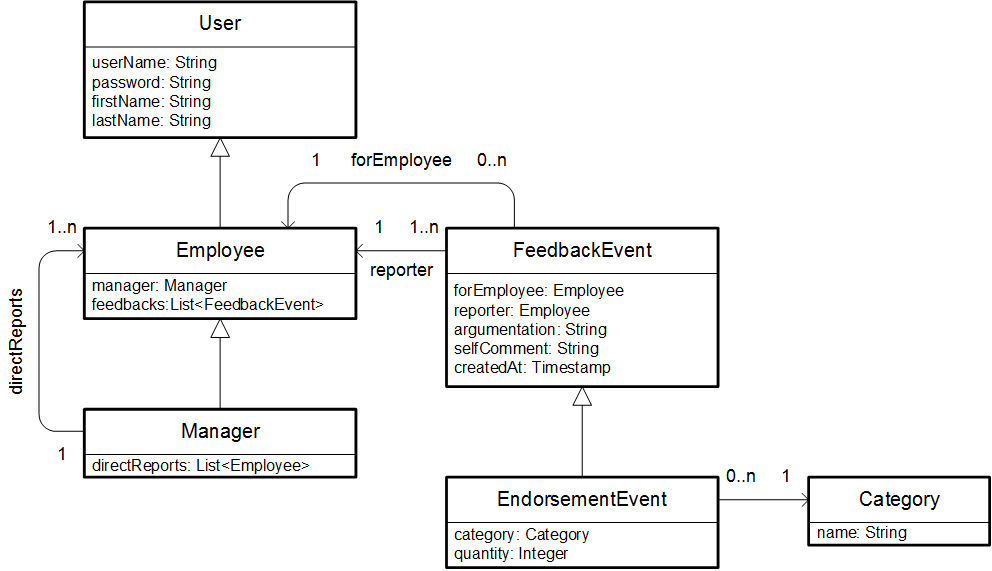 User
userName: String
password: String
firstName: String
lastName: String
1 forEmployee 0..n
1..n
1 1..n
Employee
FeedbackEvent
reporter
manager: Manager
feedbacks:List<FeedbackEvent>
forEmployee: Employee
reporter: Employee
argumentation: String
selfComment: String
createdAt: Timestamp
directReports
Manager
1
directReports: List<Employee>
0..n 1
EndorsementEvent
Category
category: Category
quantity: Integer
name: String